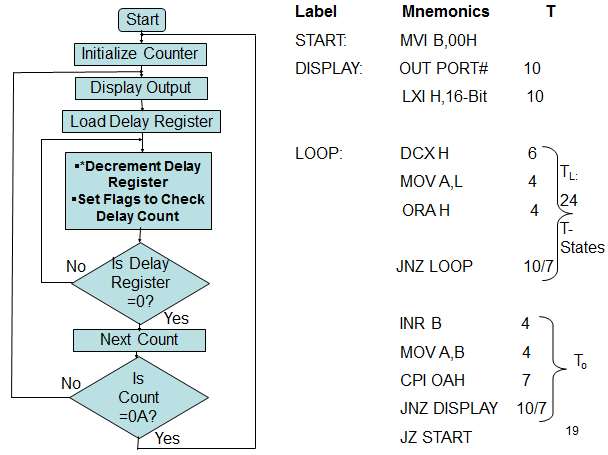 Start
Initialize Counter
Display Output
Load Delay Register
▪*Decrement Delay
Register
▪Set Flags to Check
Delay Count
No
Is Delay
Register
=0?
Yes
Next Count
No
Is
Count
=0A?
Yes
Label Mnemonics T
START: MVI B,00H
DISPLAY: OUT PORT# 10
LXI H,16-Bit 10
LOOP: DCX H 6
MOV A,L 4
ORA H 4
JNZ LOOP 10/7
TL:
24
T-
States
INR B 4
MOV A,B 4
CPI OAH 7
JNZ DISPLAY 10/7
JZ START
To
19